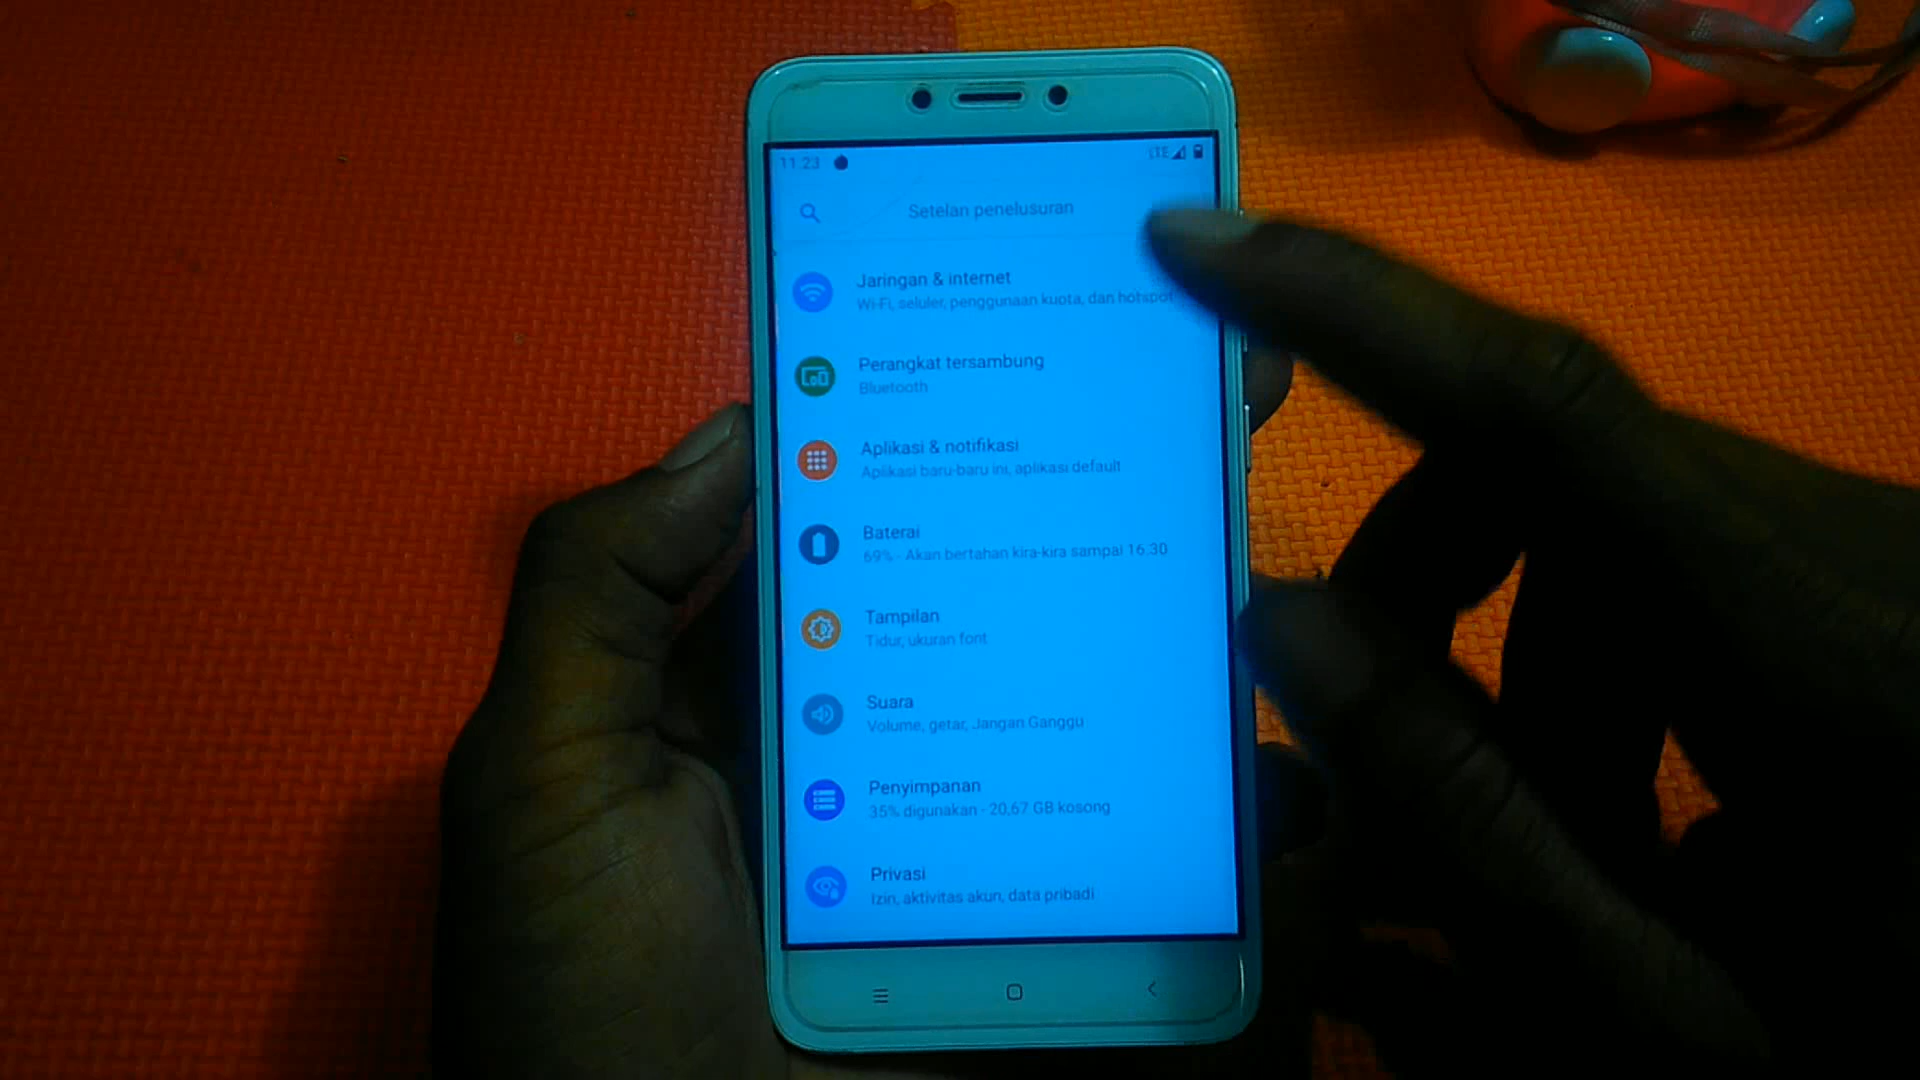 11.23
LTE
Setelan penelusuran
Jaringan & internet
Wi-Fi, seluler, penggunaan kuota, dan hotspot
Perangkat tersambung
Bluetooth
Aplikasi & notifikasi
Aplikasi baru-baru ini, aplikasi default
Baterai
69% - Akan bertahan kira-kira sampai 16.30
Tampilan
Tidur, ukuran font
Suara
Volume, getar, Jangan Ganggu
Penyimpanan
35% digunakan - 20,67 GB kosong
Privasi
Izin, aktivitas akun, data pribadi